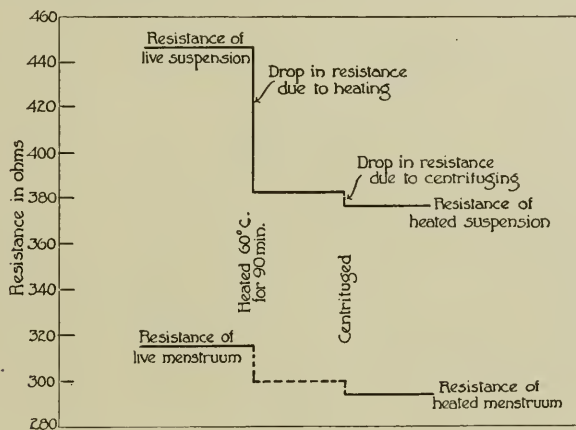 460
440
420
400
380
360
340
320
300
280
Resistance in ohms
Resistance of
live suspension
Drop in resistance
due to heating
Drop in resistance
due to centrifuging
Resistance of
heated suspension
Heated 60°C.
for 90 min.
Centrifuged
Resistance of
live menstruum
Resistance of
heated menstruum